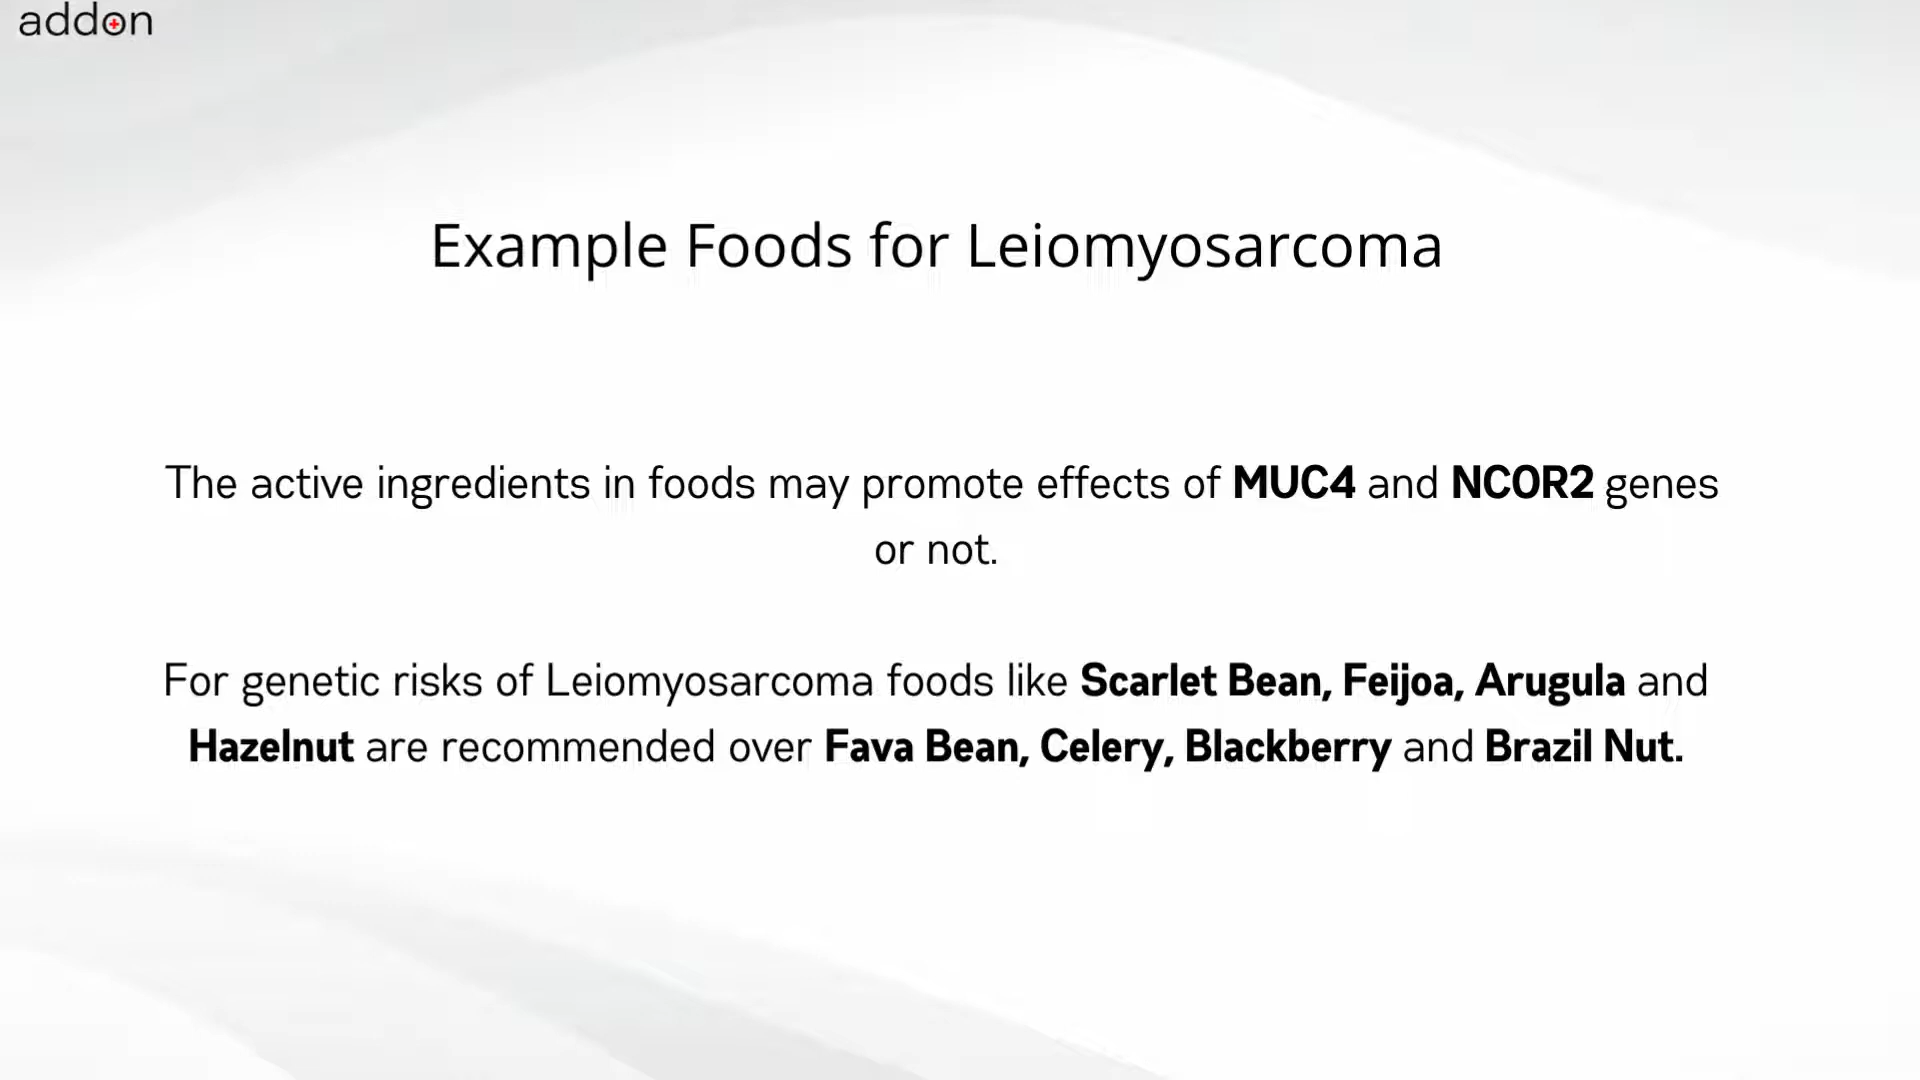 addon
Example Foods for Leiomyosarcoma
The active ingredients in foods may promote effects of MUC4 and NCOR2 genes
or not.
For genetic risks of Leiomyosarcoma foods like Scarlet Bean, Feijoa, Arugula and
Hazelnut are recommended over Fava Bean, Celery, Blackberry and Brazil Nut.